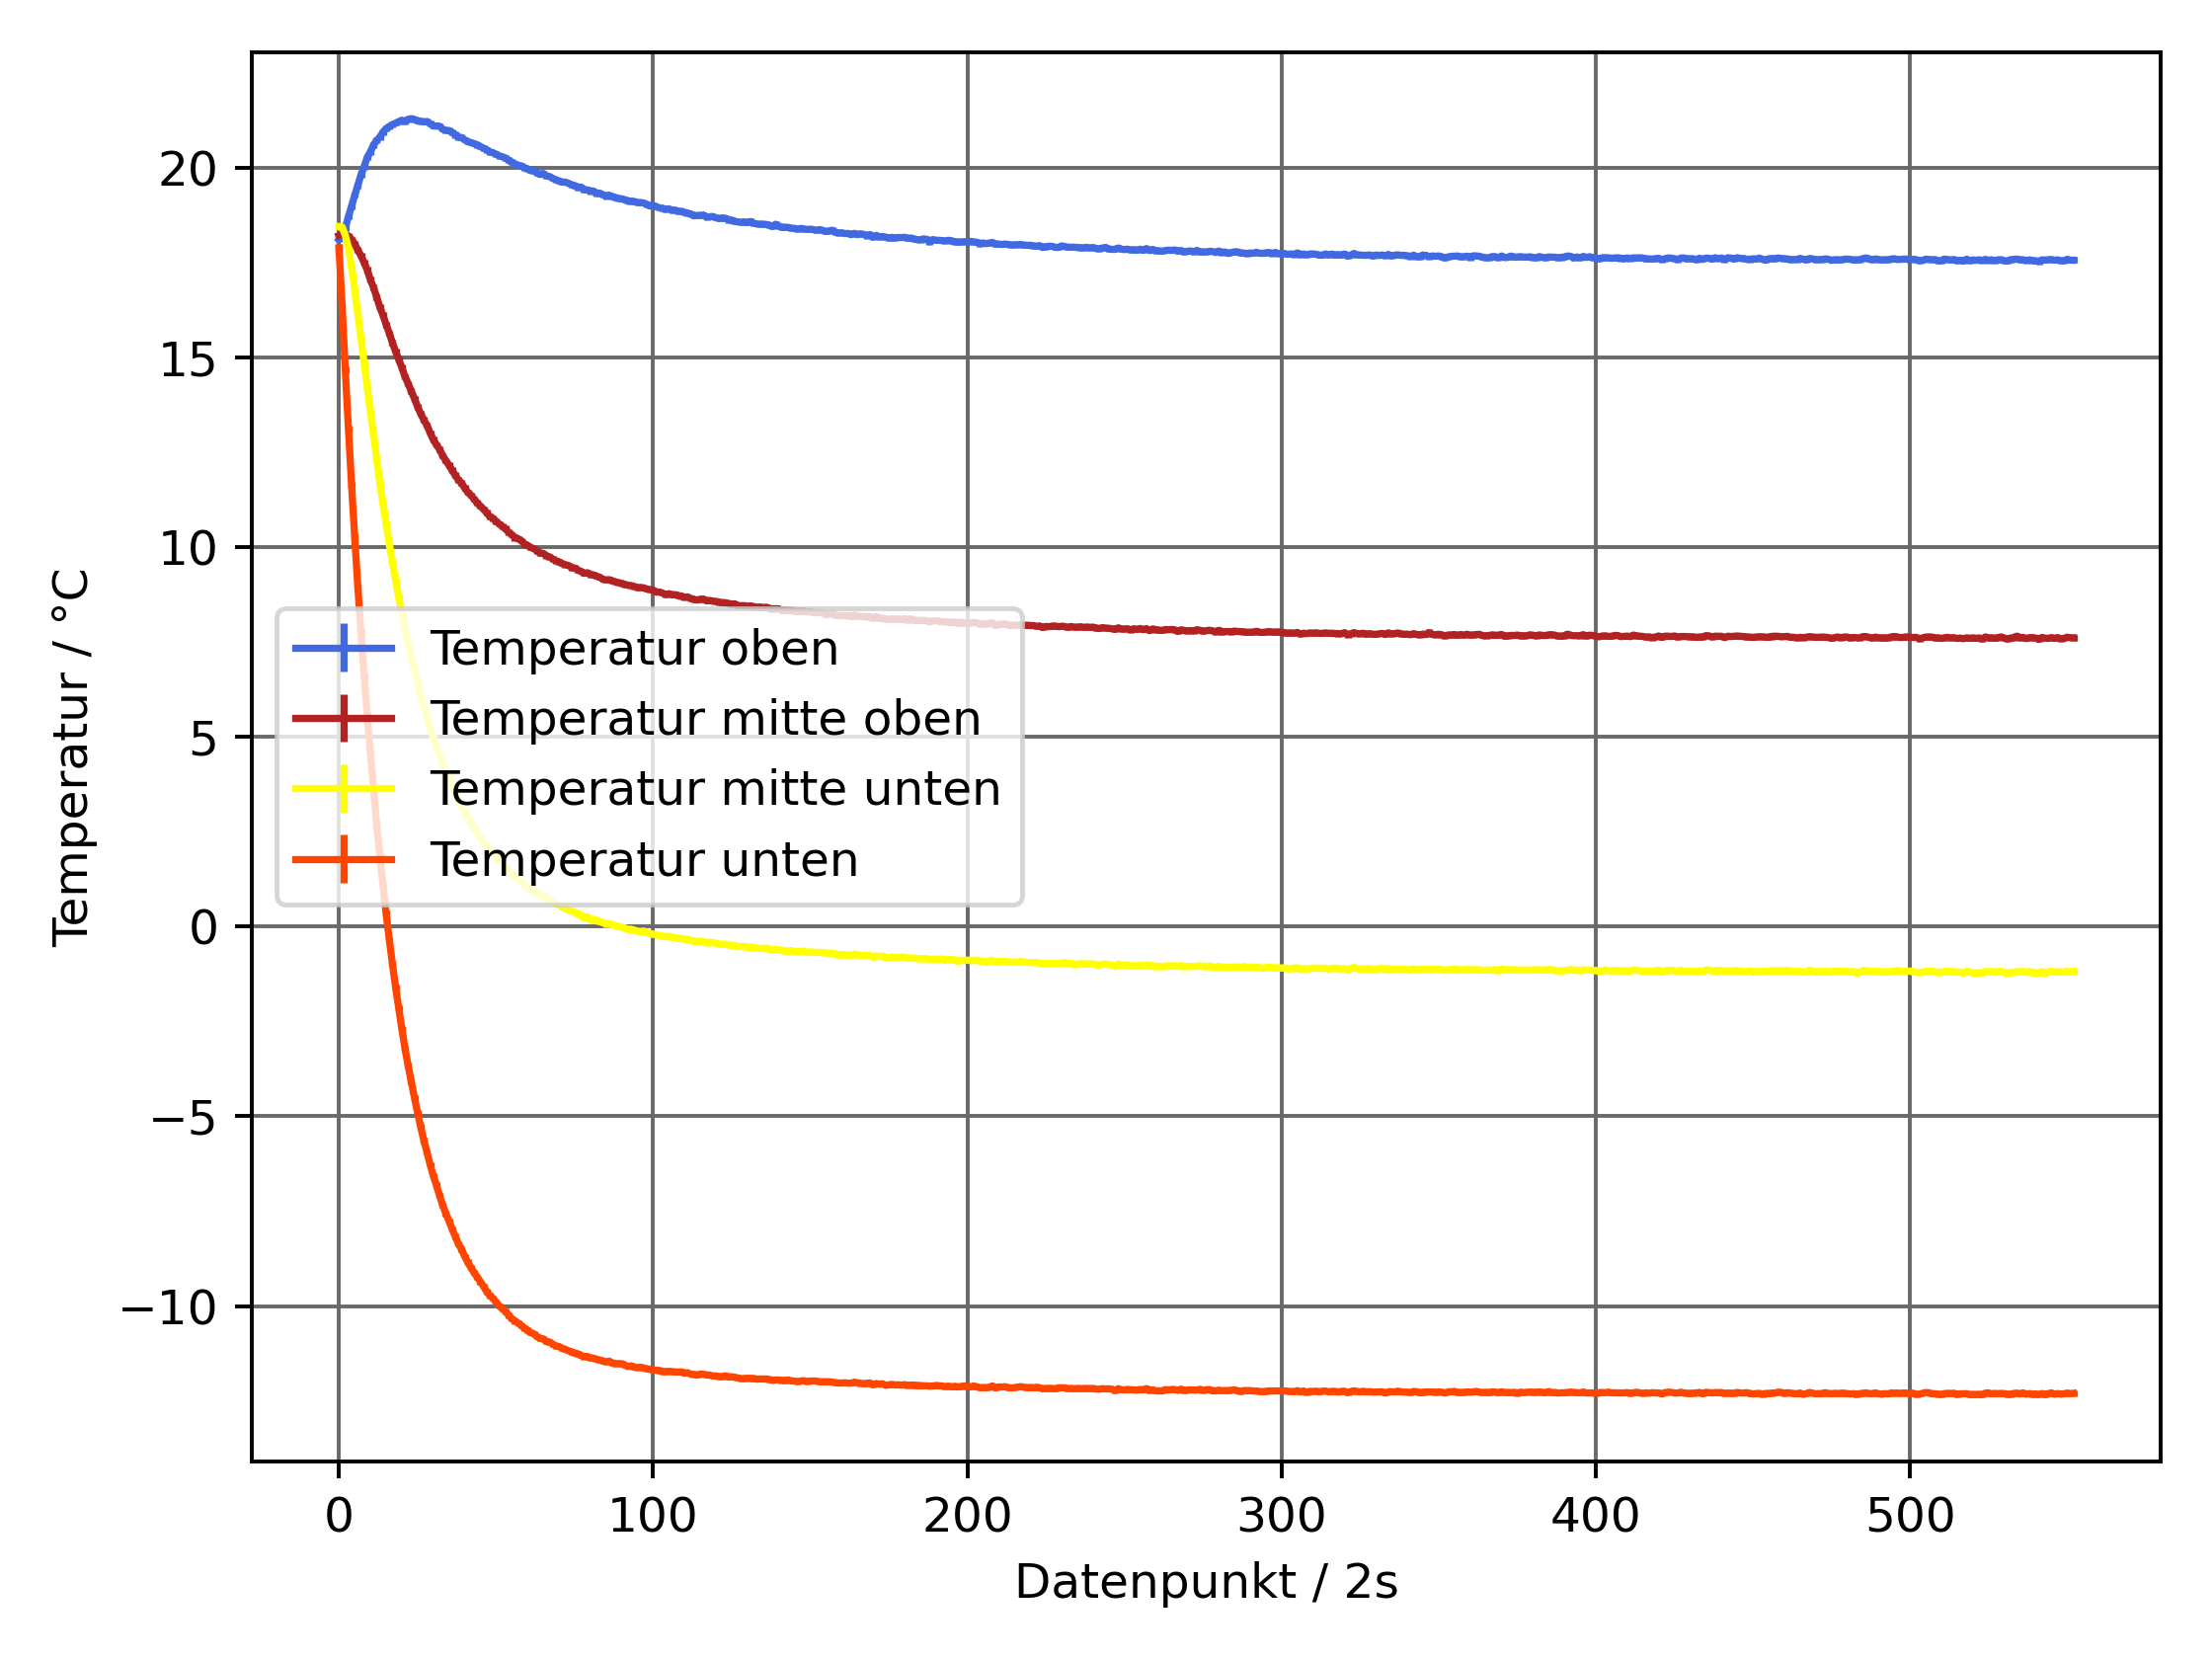 Temperatur / °C
20
15
10
5
0
−5
−10
Temperatur oben
Temperatur mitte oben
Temperatur mitte unten
Temperatur unten
0 100 200 300 400 500
Datenpunkt / 2s